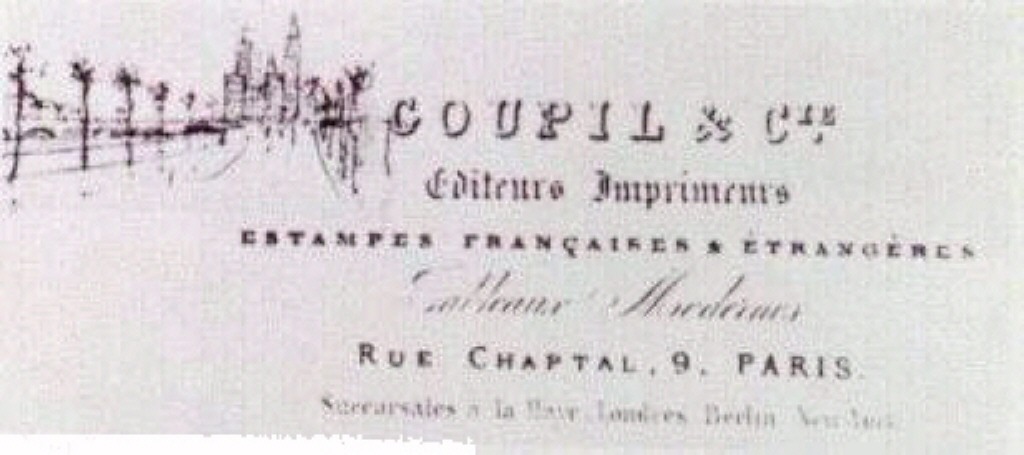 GOUPIL & Cie
Editeurs Imprimeurs
ESTAMPES FRANÇAISES & ÉTRANGÈRES
Tableaux Modernes
RUE CHAPTAL, 9, PARIS.
Succursales a la Haye Londres Berlin New-York